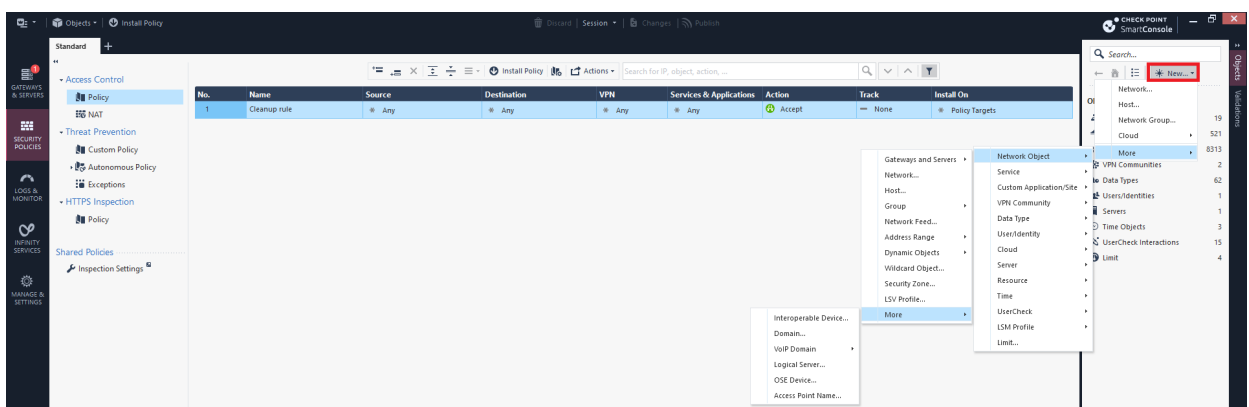 Objects Install Policy
Discard Session Changes Publish
CHECK POINT
SmartConsole
Standard
Search...
New...
Objects
Validations
1
GATEWAYS
& SERVERS
SECURITY
POLICIES
LOGS &
MONITOR
INFINITY
SERVICES
MANAGE &
SETTINGS
Access Control
Policy
NAT
Threat Prevention
Custom Policy
Autonomous Policy
Exceptions
HTTPS Inspection
Policy
Shared Policies
Inspection Settings
Install Policy Actions Search for IP, object, action, ...
No. Name Source Destination VPN Services & Applications Action Track Install On
1 Cleanup rule Any Any Any Any Accept None Policy Targets
Network...
Host...
Network Group...
Cloud
More
19
521
8313
VPN Communities 2
Data Types 62
Users/Identities 1
Servers 1
Time Objects 3
UserCheck Interactions 15
Limit 4
Network Object
Service
Custom Application/Site
VPN Community
Data Type
User/Identity
Cloud
Server
Resource
Time
UserCheck
LSM Profile
Limit...
Gateways and Servers
Network...
Host...
Group
Network Feed...
Address Range
Dynamic Objects
Wildcard Object...
Security Zone...
LSV Profile...
More
Interoperable Device...
Domain...
VoIP Domain
Logical Server...
OSE Device...
Access Point Name...